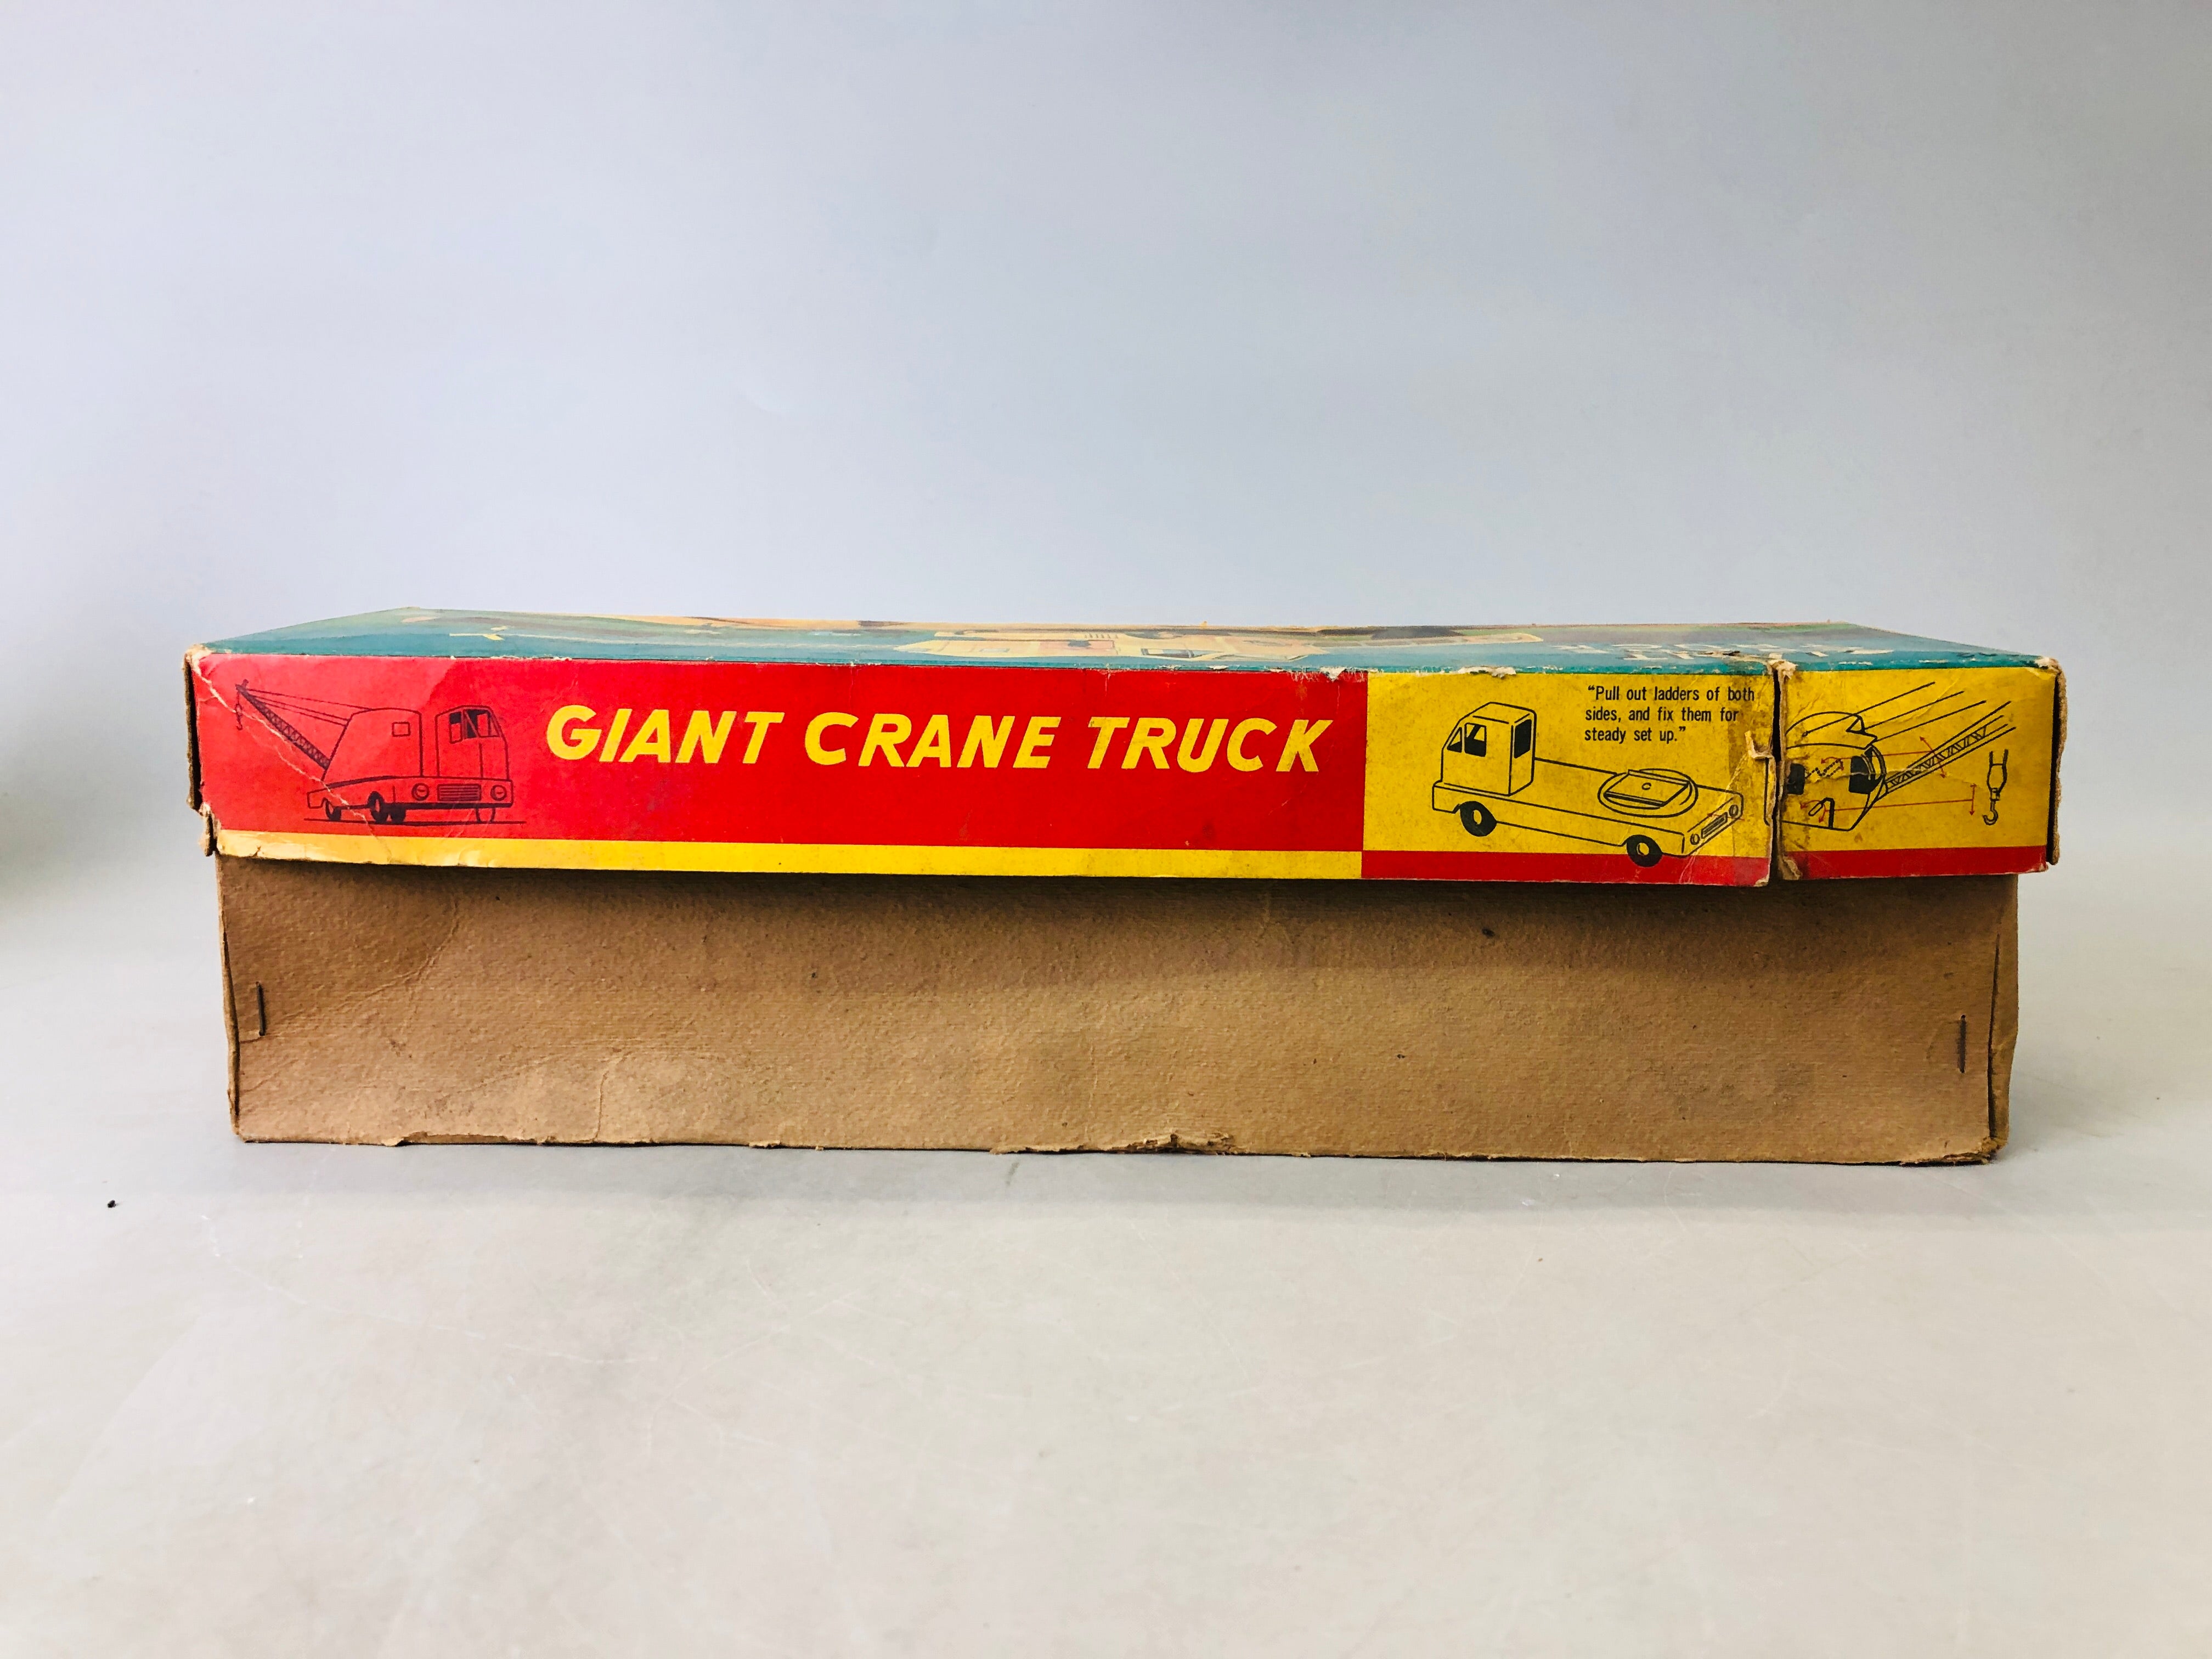 GIANT CRANE TRUCK
“Pull out ladders of both
sides, and fix them for
steady set up.”